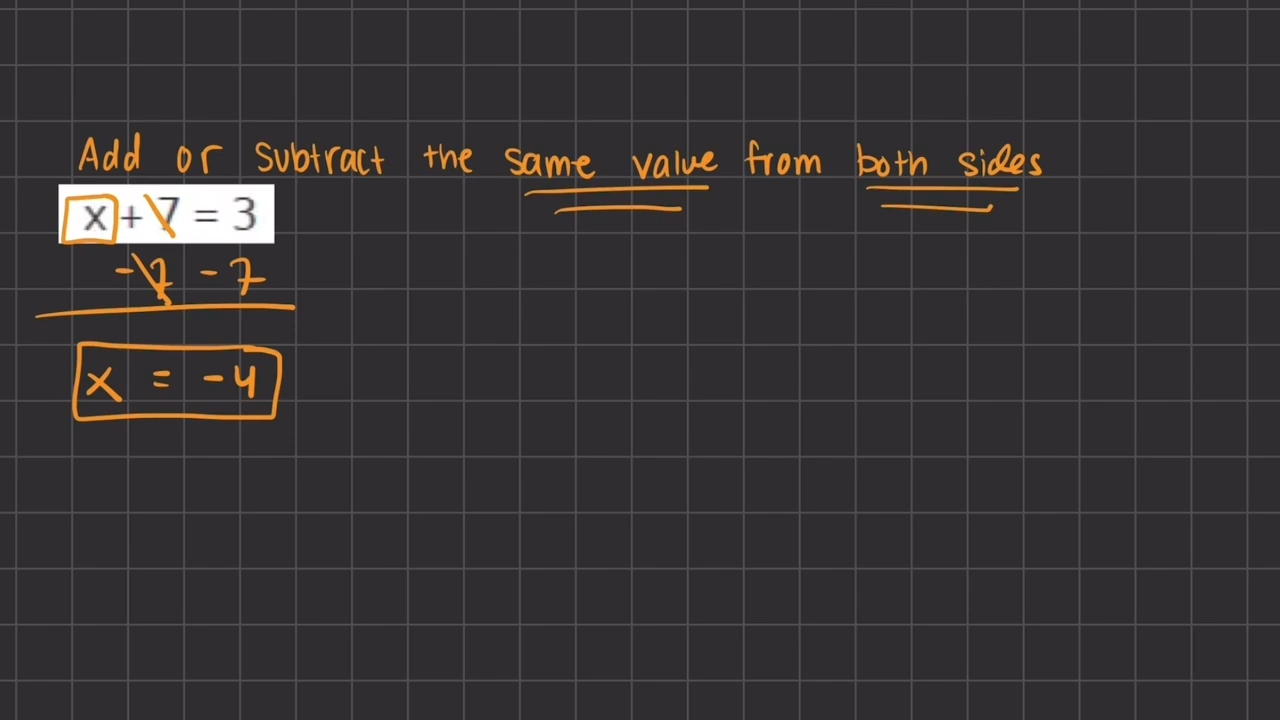 Add or subtract the same value from both sides
x + 7 = 3
-7 - 7
x = -4